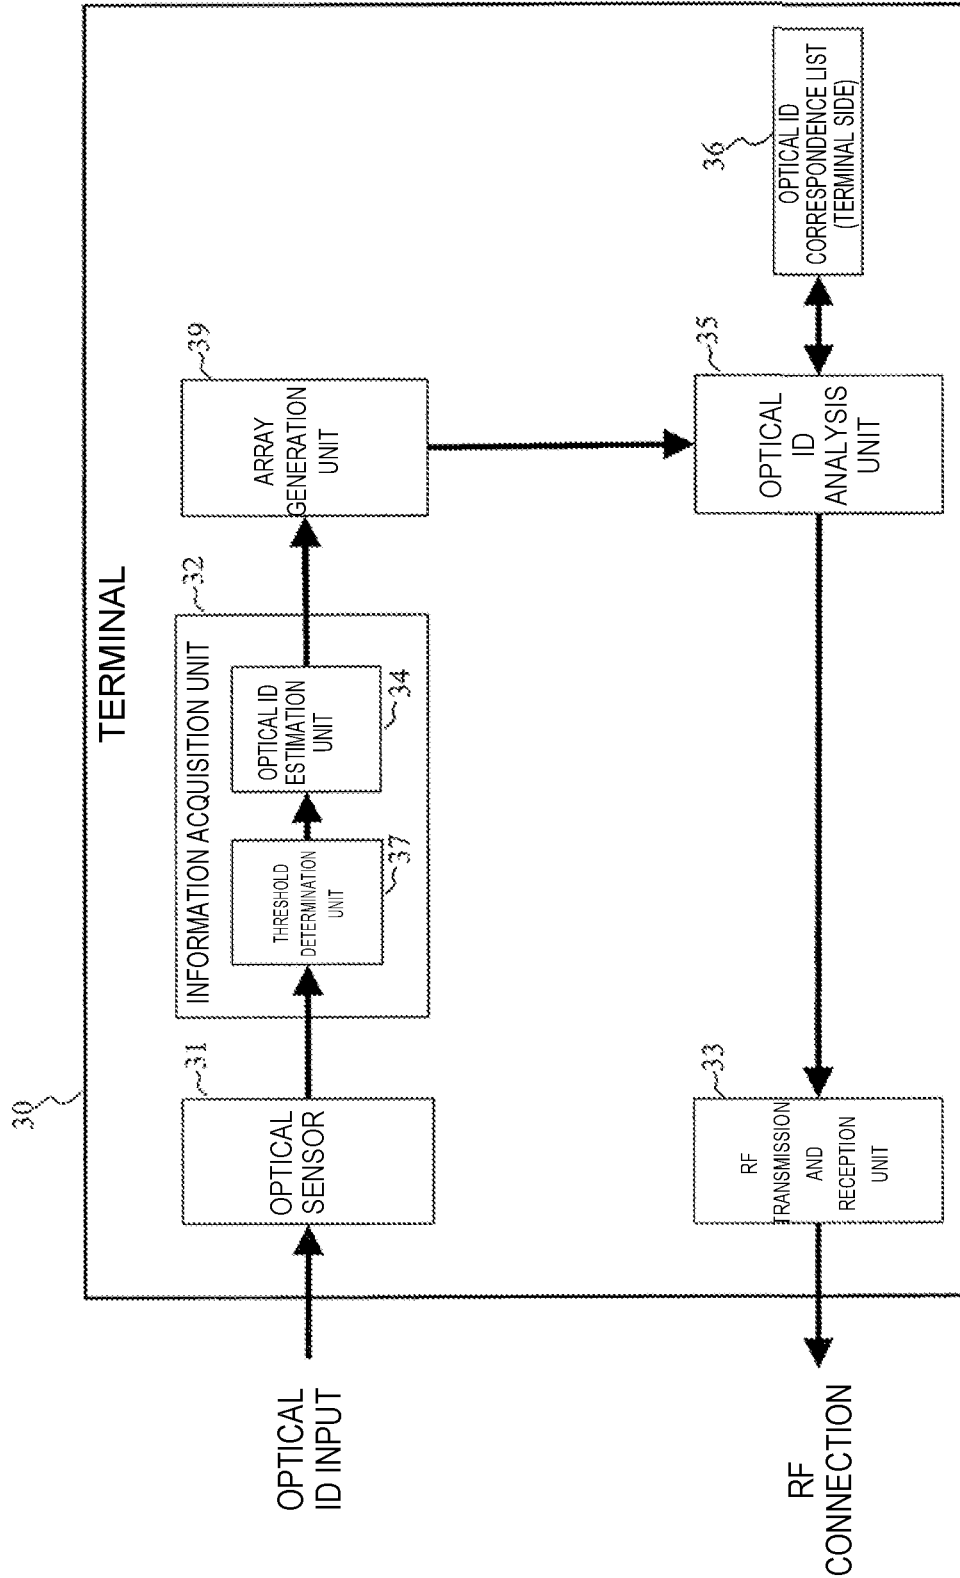 30
TERMINAL
OPTICAL
ID INPUT
31
OPTICAL
SENSOR
32
INFORMATION ACQUISITION UNIT
THRESHOLD
DETERMINATION
UNIT
37
OPTICAL ID
ESTIMATION
UNIT
34
39
ARRAY
GENERATION
UNIT
RF
CONNECTION
33
RF
TRANSMISSION
AND
RECEPTION
UNIT
35
OPTICAL
ID
ANALYSIS
UNIT
36
OPTICAL ID
CORRESPONDENCE LIST
(TERMINAL SIDE)